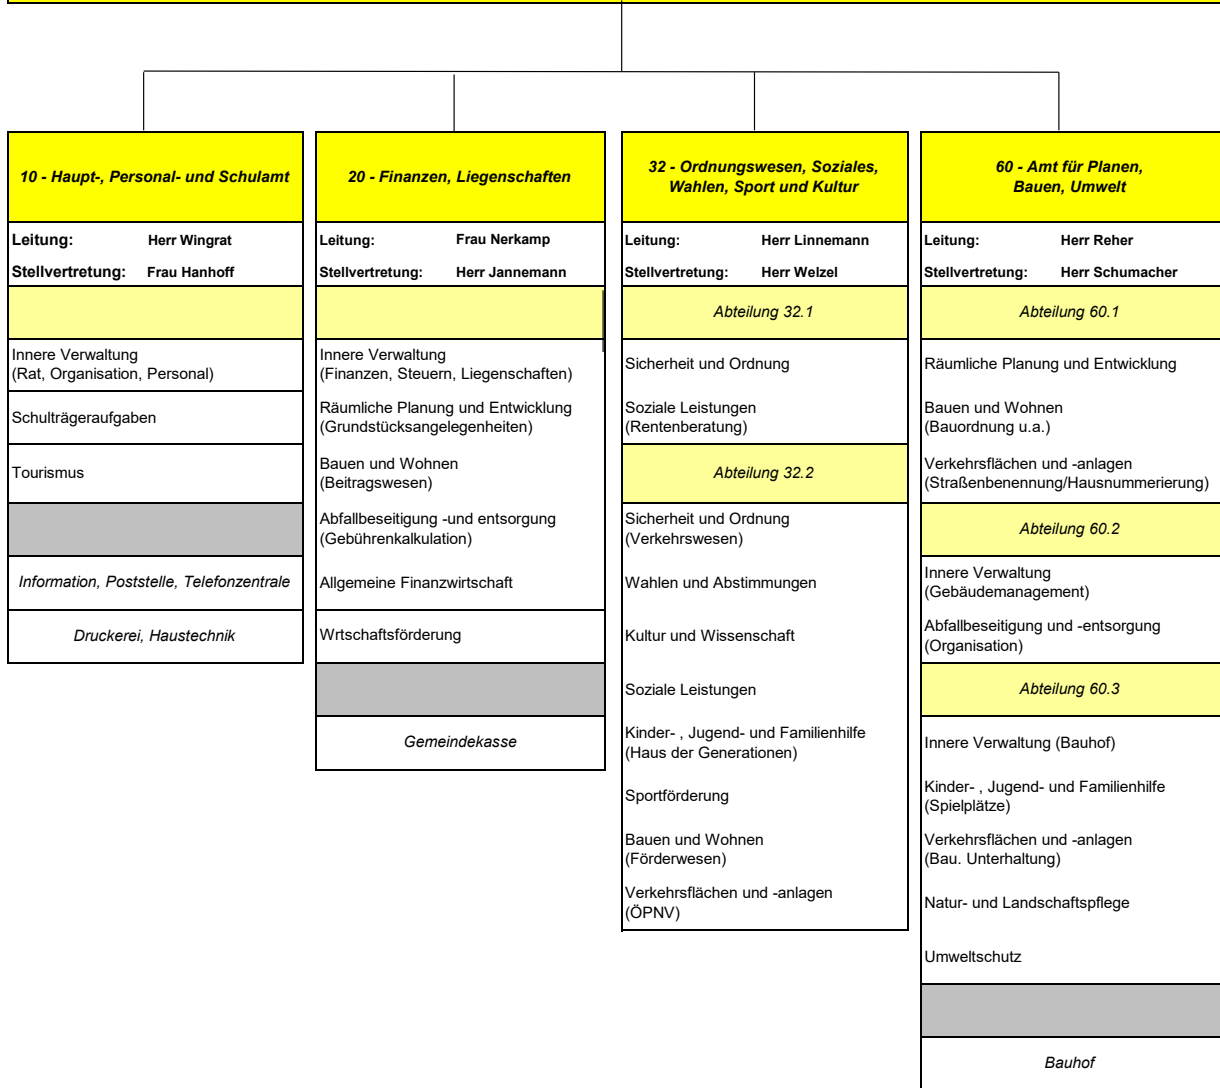 10 - Haupt-, Personal- und Schulamt
Leitung: Herr Wingrat
Stellvertretung: Frau Hanhoff
Innere Verwaltung
(Rat, Organisation, Personal)
Schulträgeraufgaben
Tourismus
Information, Poststelle, Telefonzentrale
Druckerei, Haustechnik
20 - Finanzen, Liegenschaften
Leitung: Frau Nerkamp
Stellvertretung: Herr Jannemann
Innere Verwaltung
(Finanzen, Steuern, Liegenschaften)
Räumliche Planung und Entwicklung
(Grundstücksangelegenheiten)
Bauen und Wohnen
(Beitragswesen)
Abfallbeseitigung -und entsorgung
(Gebührenkalkulation)
Allgemeine Finanzwirtschaft
Wrtschaftsförderung
Gemeindekasse
32 - Ordnungswesen, Soziales,
Wahlen, Sport und Kultur
Leitung: Herr Linnemann
Stellvertretung: Herr Welzel
Abteilung 32.1
Sicherheit und Ordnung
Soziale Leistungen
(Rentenberatung)
Abteilung 32.2
Sicherheit und Ordnung
(Verkehrswesen)
Wahlen und Abstimmungen
Kultur und Wissenschaft
Soziale Leistungen
Kinder- , Jugend- und Familienhilfe
(Haus der Generationen)
Sportförderung
Bauen und Wohnen
(Förderwesen)
Verkehrsflächen und -anlagen
(ÖPNV)
60 - Amt für Planen,
Bauen, Umwelt
Leitung: Herr Reher
Stellvertretung: Herr Schumacher
Abteilung 60.1
Räumliche Planung und Entwicklung
Bauen und Wohnen
(Bauordnung u.a.)
Verkehrsflächen und -anlagen
(Straßenbenennung/Hausnummerierung)
Abteilung 60.2
Innere Verwaltung
(Gebäudemanagement)
Abfallbeseitigung und -entsorgung
(Organisation)
Abteilung 60.3
Innere Verwaltung (Bauhof)
Kinder- , Jugend- und Familienhilfe
(Spielplätze)
Verkehrsflächen und -anlagen
(Bau. Unterhaltung)
Natur- und Landschaftspflege
Umweltschutz
Bauhof